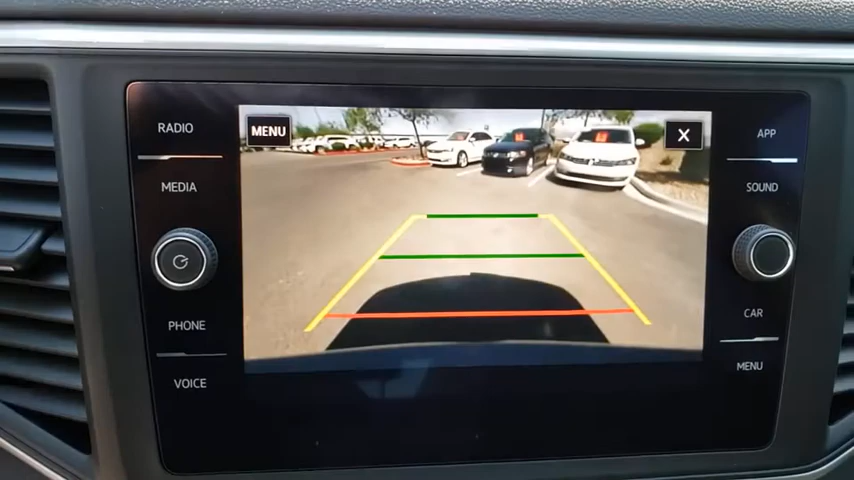 RADIO
MENU
X
APP
MEDIA
SOUND
PHONE
CAR
VOICE
MENU